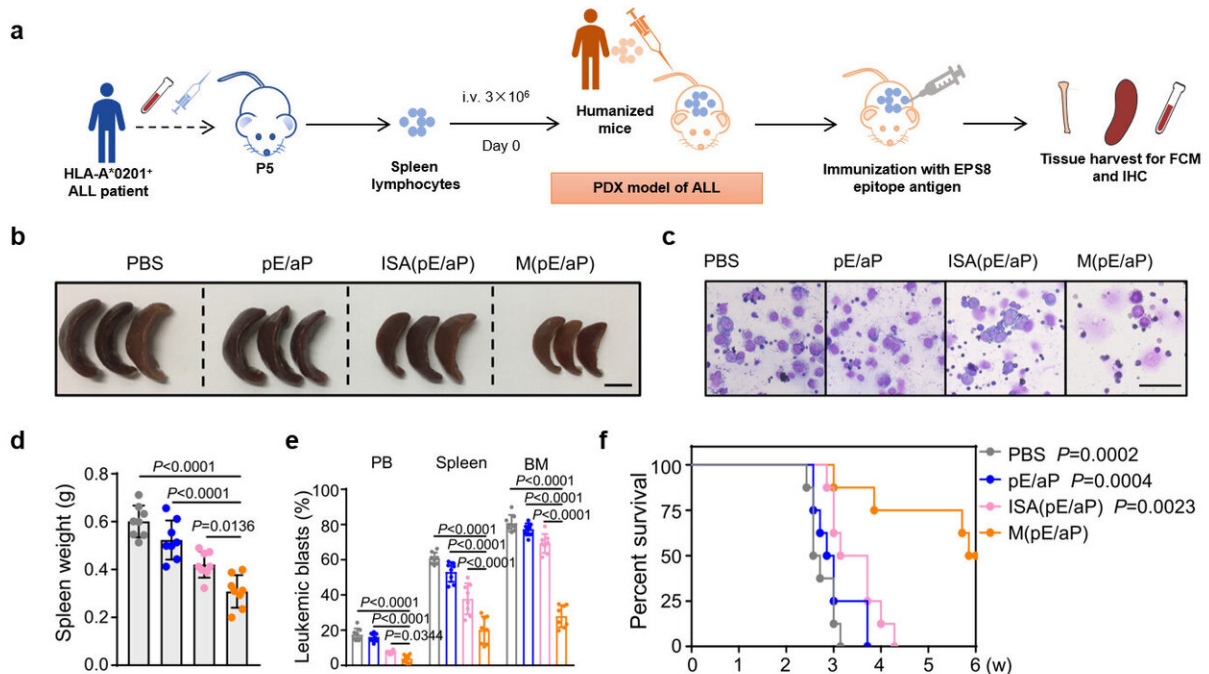 a
HLA-A*0201⁺
ALL patient
P5
Spleen
lymphocytes
i.v. 3×10⁶
Day 0
Humanized
mice
PDX model of ALL
Immunization with EPS8
epitope antigen
Tissue harvest for FCM
and IHC
b
PBS pE/aP ISA(pE/aP) M(pE/aP)
c
PBS pE/aP ISA(pE/aP) M(pE/aP)
d
Spleen weight (g)
0.8
0.6
0.4
0.2
0.0
P<0.0001
P<0.0001
P=0.0136
e
Leukemic blasts (%)
100
80
60
40
20
0
PB Spleen BM
P<0.0001
P<0.0001
P=0.0344
P<0.0001
P<0.0001
P<0.0001
P<0.0001
P<0.0001
P<0.0001
f
Percent survival
100
75
50
25
0
0 1 2 3 4 5 6 (w)
PBS P=0.0002
pE/aP P=0.0004
ISA(pE/aP) P=0.0023
M(pE/aP)